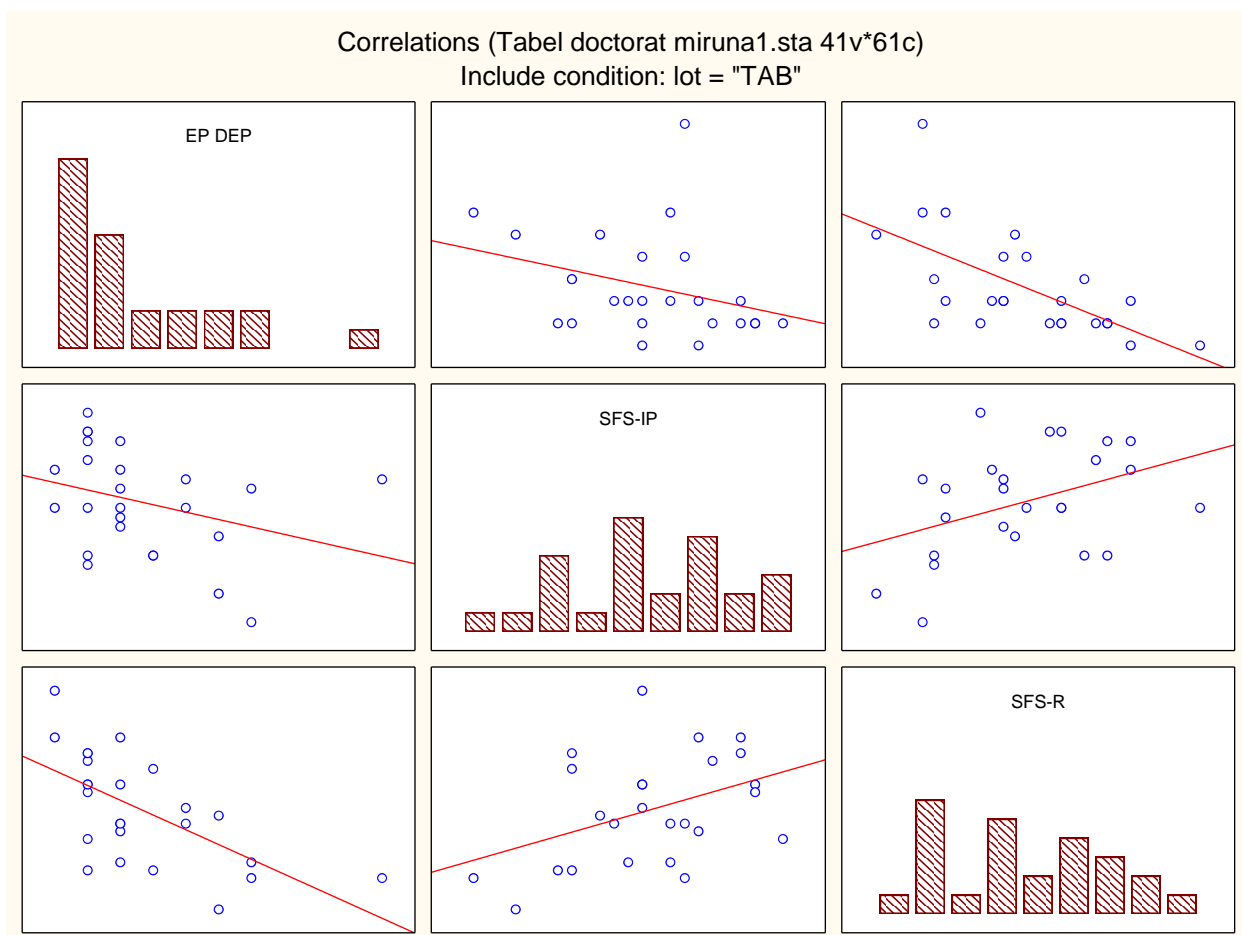 Correlations (Tabel doctorat miruna1.sta 41v*61c)
Include condition: lot = "TAB"
EP DEP
SFS-IP
SFS-R